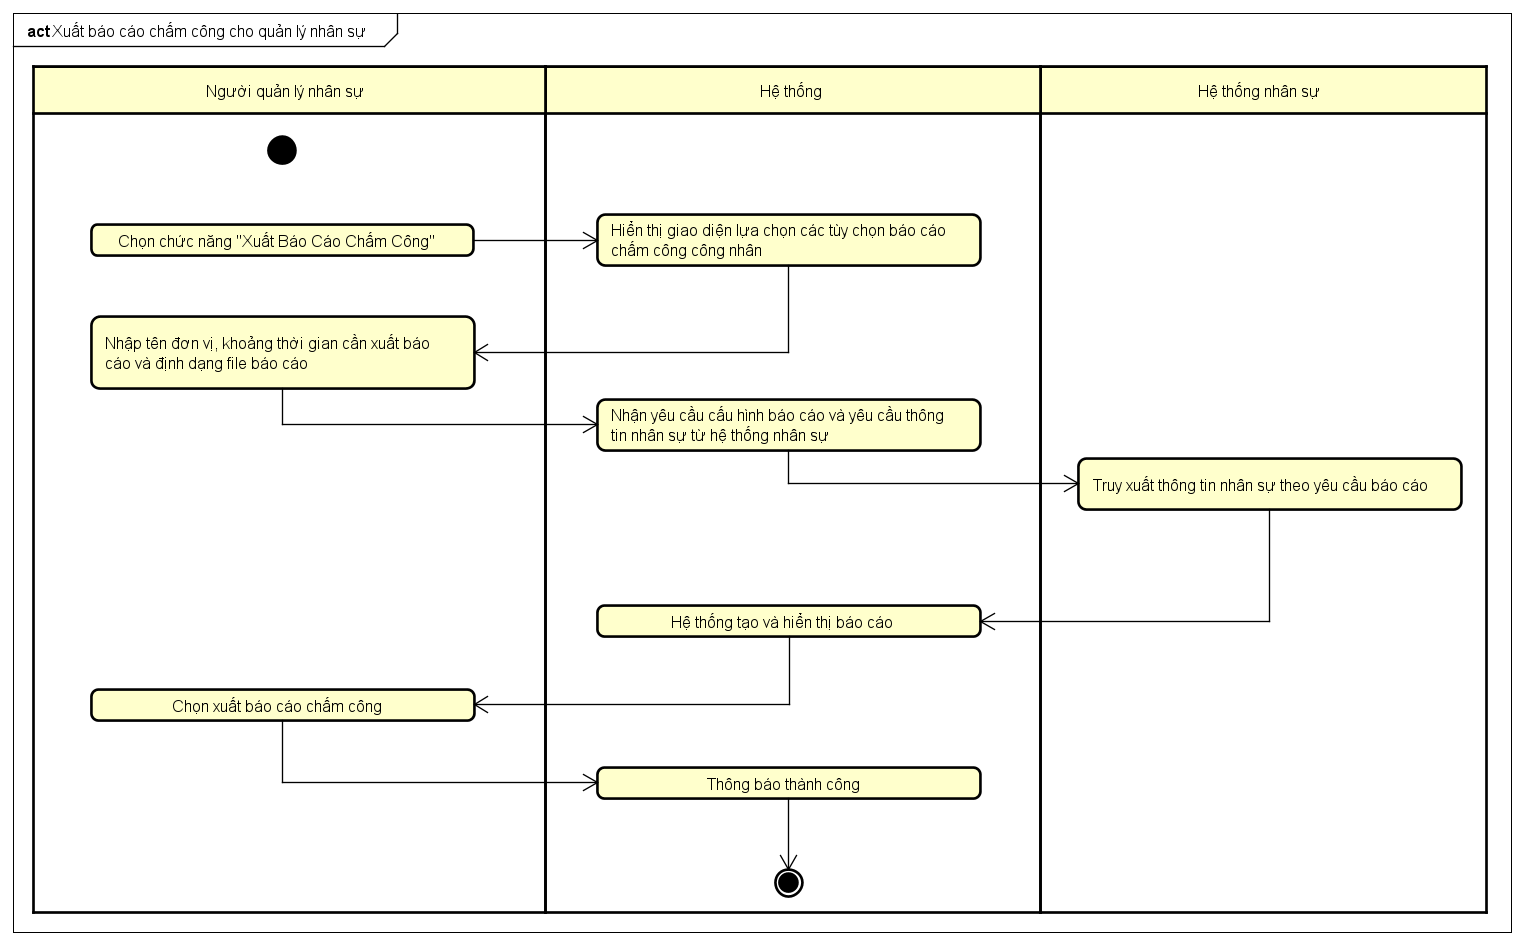 act Xuất báo cáo chấm công cho quản lý nhân sự
Người quản lý nhân sự
Hệ thống
Hệ thống nhân sự
Chọn chức năng "Xuất Báo Cáo Chấm Công"
Hiển thị giao diện lựa chọn các tùy chọn báo cáo
chấm công công nhân
Nhập tên đơn vị, khoảng thời gian cần xuất báo
cáo và định dạng file báo cáo
Nhận yêu cầu cấu hình báo cáo và yêu cầu thông
tin nhân sự từ hệ thống nhân sự
Truy xuất thông tin nhân sự theo yêu cầu báo cáo
Hệ thống tạo và hiển thị báo cáo
Chọn xuất báo cáo chấm công
Thông báo thành công